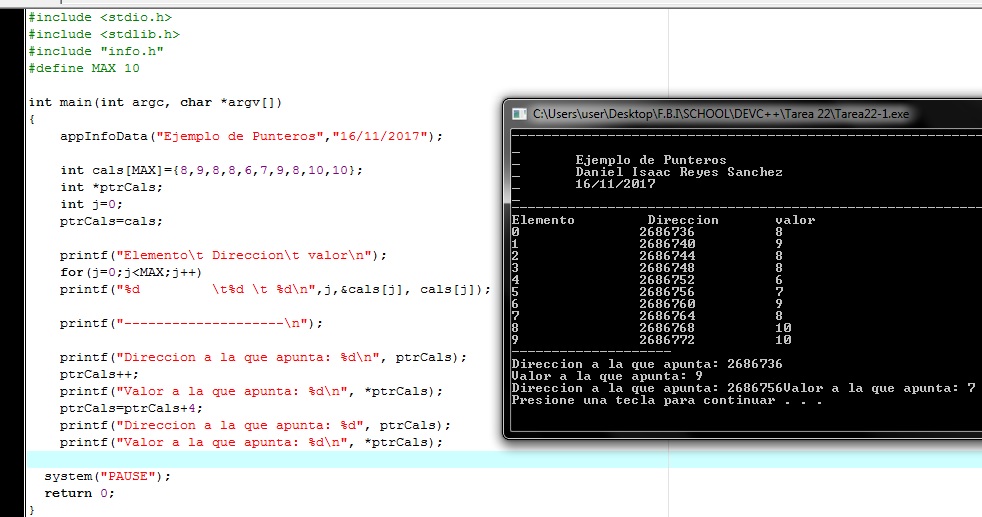 #include <stdio.h>
#include <stdlib.h>
#include "info.h"
#define MAX 10
int main(int argc, char *argv[])
{
appInfoData("Ejemplo de Punteros","16/11/2017");
int cals[MAX]={8,9,8,8,6,7,9,8,10,10};
int *ptrCals;
int j=0;
ptrCals=cals;
printf("Elemento\t Direccion\t valor\n");
for(j=0;j<MAX;j++)
printf("%d         \t%d \t %d\n",j,&cals[j], cals[j]);
printf("--------------------\n");
printf("Direccion a la que apunta: %d\n", ptrCals);
ptrCals++;
printf("Valor a la que apunta: %d\n", *ptrCals);
ptrCals=ptrCals+4;
printf("Direccion a la que apunta: %d", ptrCals);
printf("Valor a la que apunta: %d\n", *ptrCals);
system("PAUSE");
return 0;
}
C:\Users\user\Desktop\F.B.I\SCHOOL\DEVC++\Tarea 22\Tarea22-1.exe
Ejemplo de Punteros
Daniel Isaac Reyes Sanchez
16/11/2017
Elemento Direccion valor
0 2686736 8
1 2686740 9
2 2686744 8
3 2686748 8
4 2686752 6
5 2686756 7
6 2686760 9
7 2686764 8
8 2686768 10
9 2686772 10
--------------------
Direccion a la que apunta: 2686736
Valor a la que apunta: 9
Direccion a la que apunta: 2686756Valor a la que apunta: 7
Presione una tecla para continuar . . .